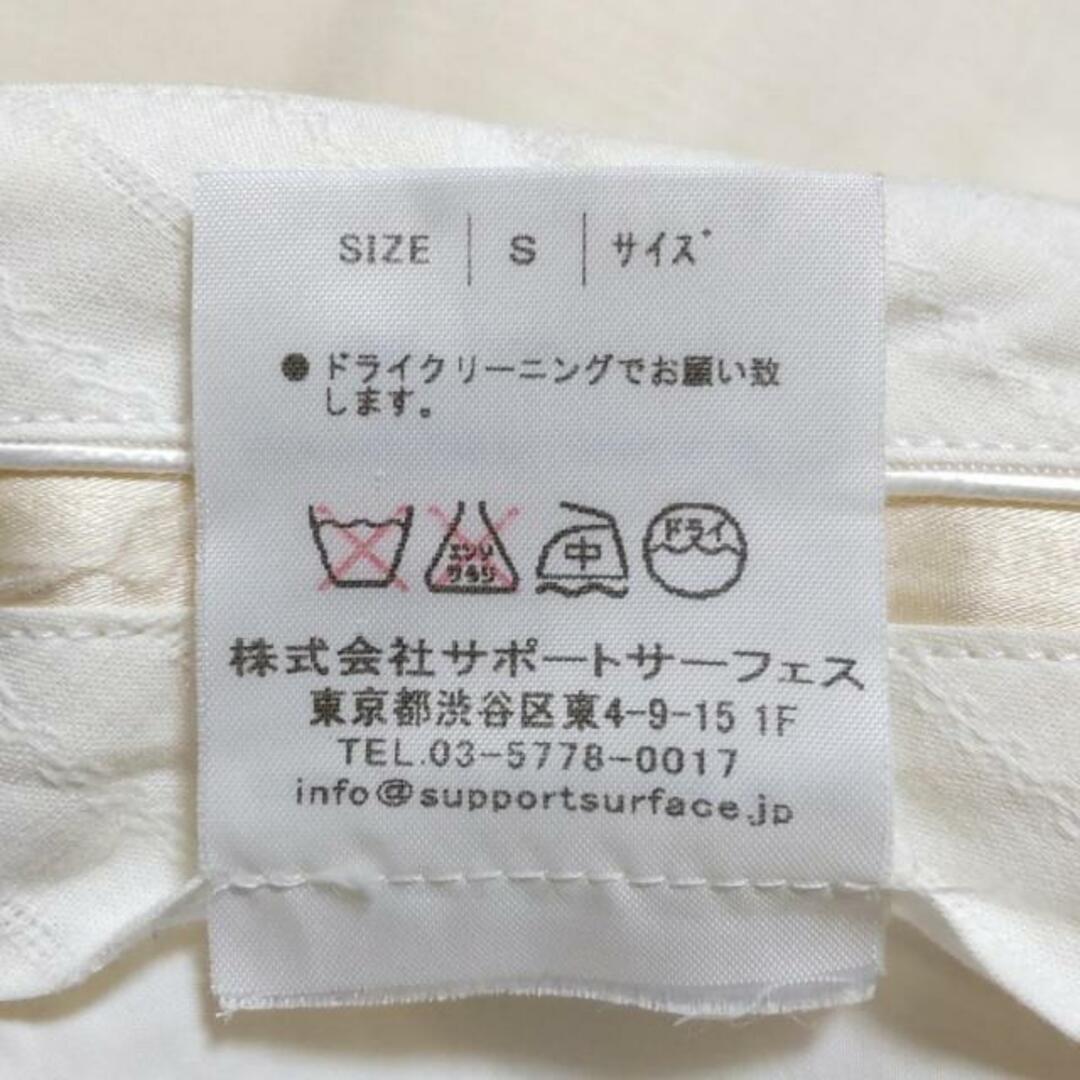 SIZE | S | サイズ
● ドライクリーニングでお願い致
します。
エンソ サラシ 中 ドライ
株式会社サポートサーフェス
東京都渋谷区東4-9-15 1F
TEL.03-5778-0017
info@supportsurface.jp